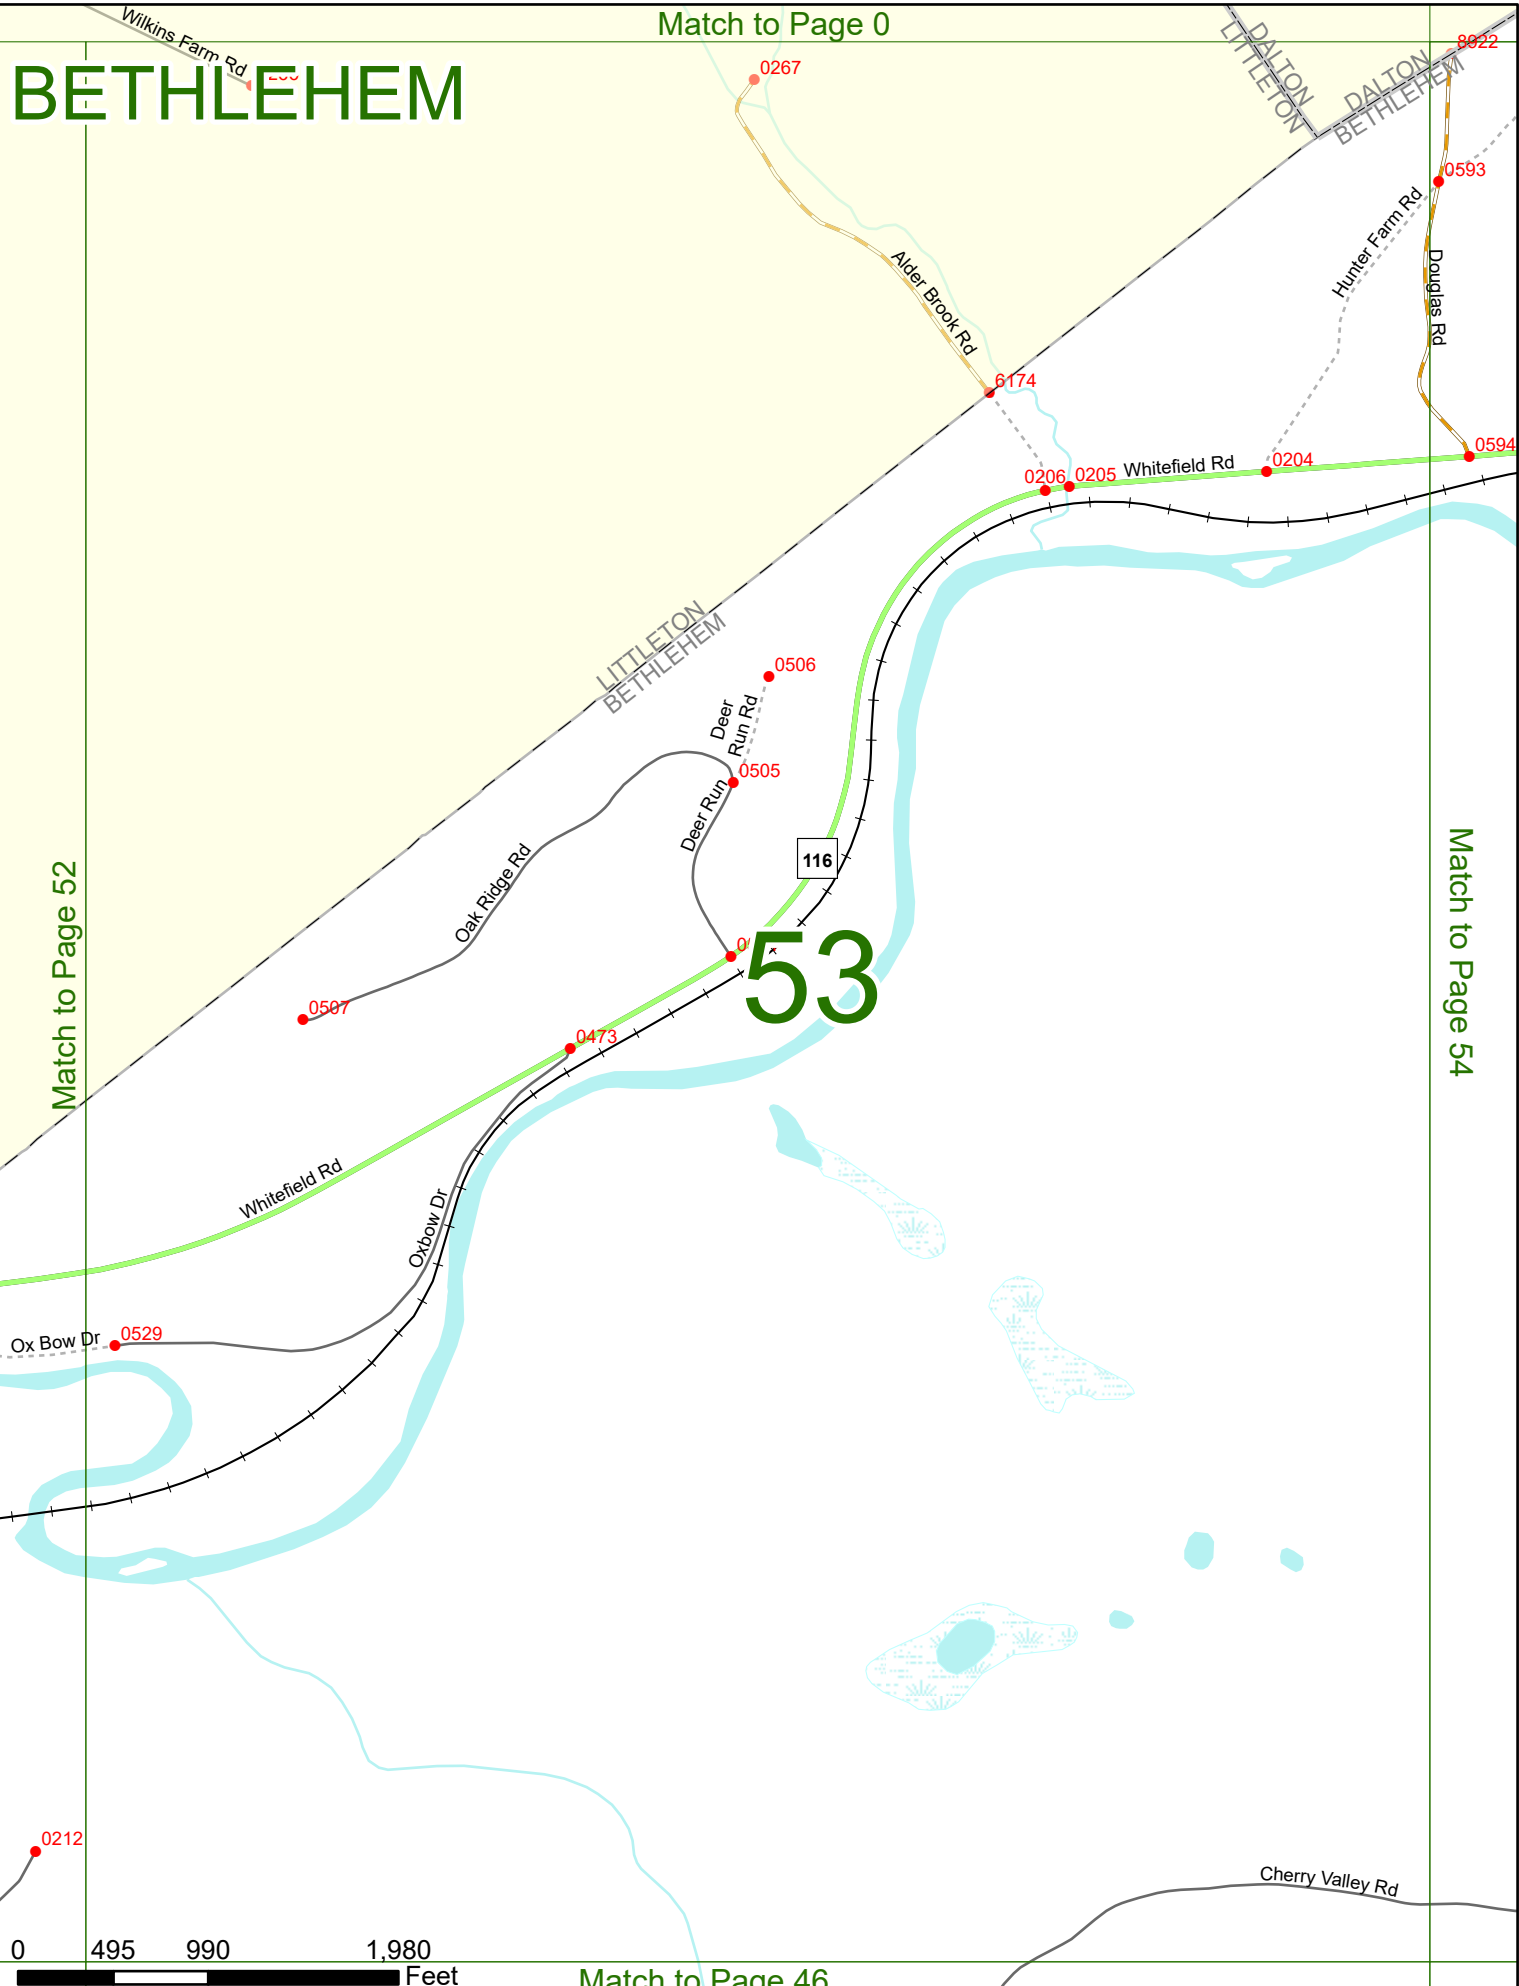 Match to Page 0
Wilkins Farm Rd
BETHLEHEM
0267
DALTON
LITTLETON
DALTON
BETHLEHEM
8922
0593
Hunter Farm Rd
Douglas Rd
Alder Brook Rd
6174
0594
0204
Whitefield Rd
0206
0205
LITTLETON
BETHLEHEM
0506
Deer
Run Rd
0505
Deer Run
116
Oak Ridge Rd
Match to Page 52
Match to Page 54
53
0507
0473
Whitefield Rd
Oxbow Dr
Ox Bow Dr
0529
0212
Cherry Valley Rd
0 495 990 1,980
Feet
Match to Page 46